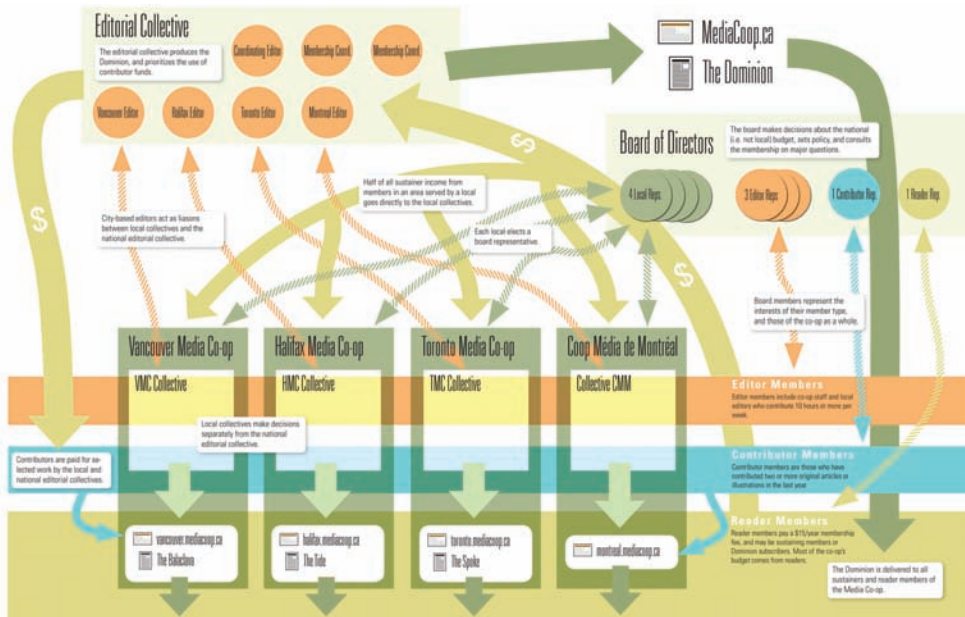 Editorial Collective
The editorial collective produces the
Dominion, and prioritizes the use of
contributor funds.
Coordinating Editor
Membership Coord.
Membership Coord.
Vancouver Editor
Halifax Editor
Toronto Editor
Montreal Editor
MediaCoop.ca
The Dominion
Board of Directors
The board makes decisions about the national
(i.e. not local) budget, sets policy, and consults
the membership on major questions.
4 Local Reps
3 Editor Reps
1 Contributor Rep.
1 Reader Rep.
$
$
$
Half of all sustainer income from
members in an area served by a local
goes directly to the local collectives.
City-based editors act as liasons
between local collectives and the
national editorial collective.
Each local elects a
board representative.
Board members represent the
interests of their member type,
and those of the co-op as a whole.
Vancouver Media Co-op
Halifax Media Co-op
Toronto Media Co-op
Coop Média de Montréal
VMC Collective
HMC Collective
TMC Collective
Collective CMM
Editor Members
Editor members include co-op staff and local
editors who contribute 10 hours or more per
week.
Local collectives make decisions
separately from the national
editorial collective.
Contributors are paid for se-
lected work by the local and
national editorial collectives.
Contributor Members
Contributor members are those who have
contributed two or more original articles or
illustrations in the last year
Reader Members
Reader members pay a $15/year membership
fee, and may be sustaining members or
Dominion subscribers. Most of the co-op's
budget comes from readers.
vancouver.mediacoop.ca
The Balaclava
halifax.mediacoop.ca
The Tide
toronto.mediacoop.ca
The Spoke
montreal.mediacoop.ca
The Dominion is delivered to all
sustainers and reader members of
the Media Co-op.